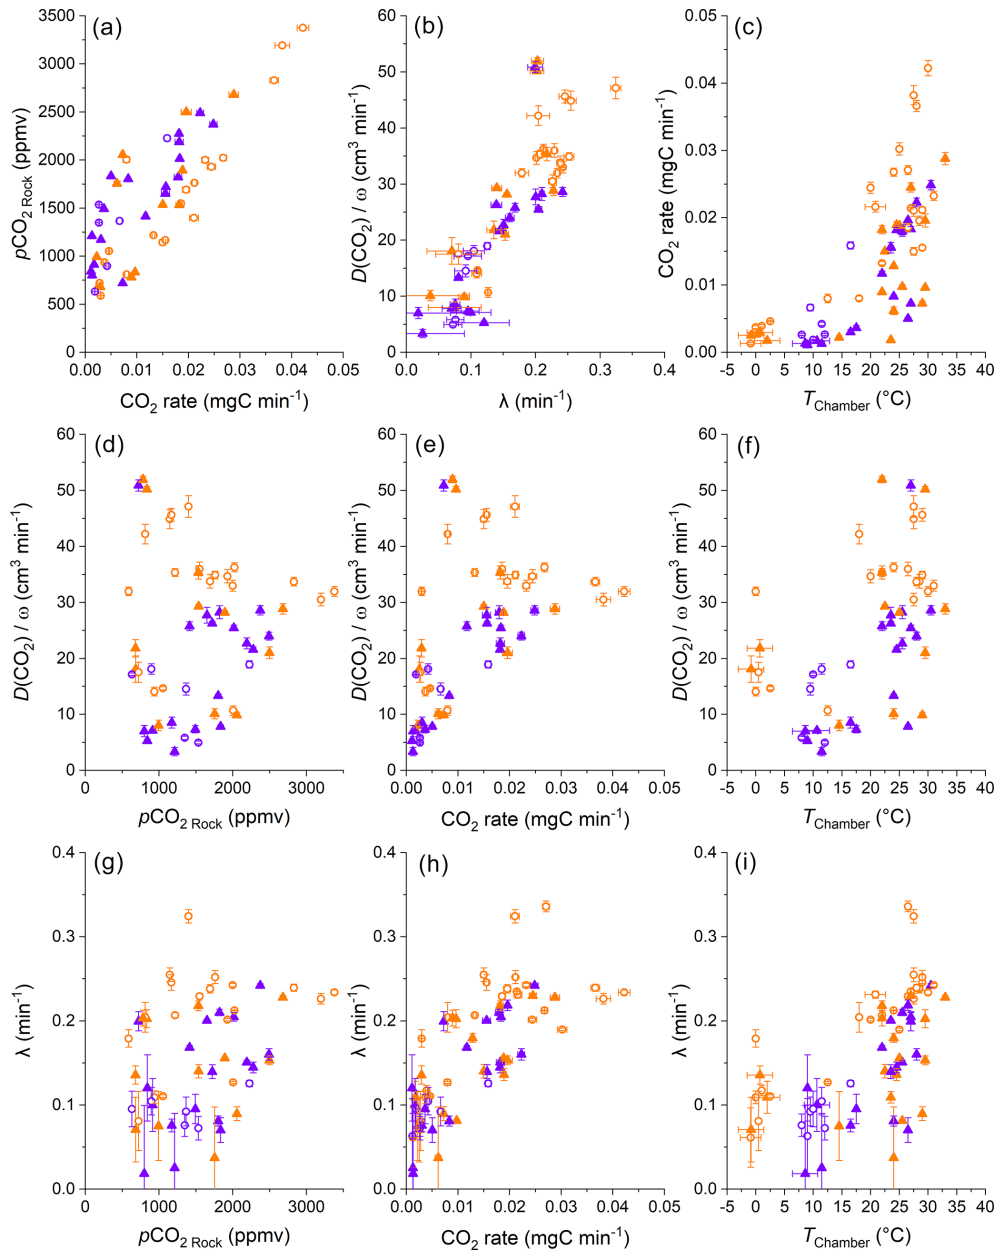 (a)
3500
3000
2500
2000
1500
1000
500
0
pCO₂ Rock (ppmv)
0.00 0.01 0.02 0.03 0.04 0.05
CO₂ rate (mgC min⁻¹)
(b)
60
50
40
30
20
10
0
D(CO₂) / ω (cm³ min⁻¹)
0.0 0.1 0.2 0.3 0.4
λ (min⁻¹)
(c)
0.05
0.04
0.03
0.02
0.01
0.00
CO₂ rate (mgC min⁻¹)
-5 0 5 10 15 20 25 30 35 40
T Chamber (°C)
(d)
60
50
40
30
20
10
0
D(CO₂) / ω (cm³ min⁻¹)
0 1000 2000 3000
pCO₂ Rock (ppmv)
(e)
60
50
40
30
20
10
0
D(CO₂) / ω (cm³ min⁻¹)
0.00 0.01 0.02 0.03 0.04 0.05
CO₂ rate (mgC min⁻¹)
(f)
60
50
40
30
20
10
0
D(CO₂) / ω (cm³ min⁻¹)
-5 0 5 10 15 20 25 30 35 40
T Chamber (°C)
(g)
0.4
0.3
0.2
0.1
0.0
λ (min⁻¹)
0 1000 2000 3000
pCO₂ Rock (ppmv)
(h)
0.4
0.3
0.2
0.1
0.0
λ (min⁻¹)
0.00 0.01 0.02 0.03 0.04 0.05
CO₂ rate (mgC min⁻¹)
(i)
0.4
0.3
0.2
0.1
0.0
λ (min⁻¹)
-5 0 5 10 15 20 25 30 35 40
T Chamber (°C)